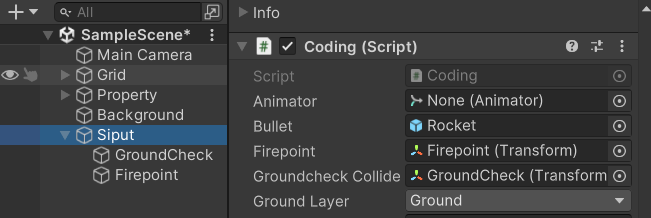 All
SampleScene*
Main Camera
Grid
Property
Background
Siput
GroundCheck
Firepoint
Info
Coding (Script)
Script
Coding
Animator
None (Animator)
Bullet
Rocket
Firepoint
Firepoint (Transform)
Groundcheck Collide
GroundCheck (Transform
Ground Layer
Ground